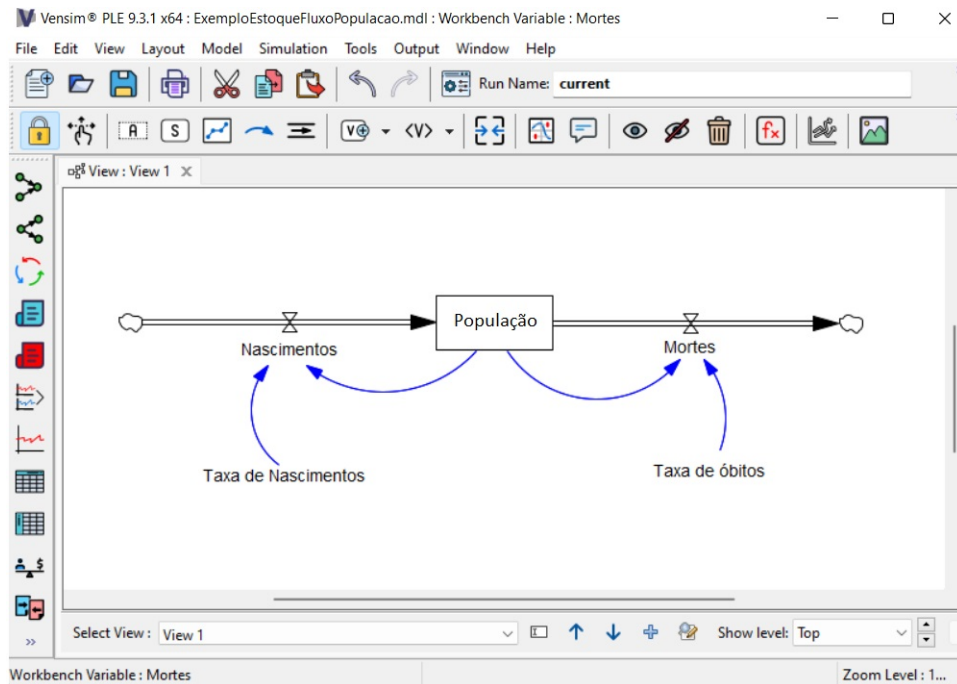 Vensim® PLE 9.3.1 x64 : ExemploEstoqueFluxoPopulacao.mdl : Workbench Variable : Mortes
File Edit View Layout Model Simulation Tools Output Window Help
Run Name: current
A S V <V> fx
View : View 1 X
População
Nascimentos
Mortes
Taxa de Nascimentos
Taxa de óbitos
$
>>
Select View : View 1 Show level: Top
Workbench Variable : Mortes Zoom Level : 1...